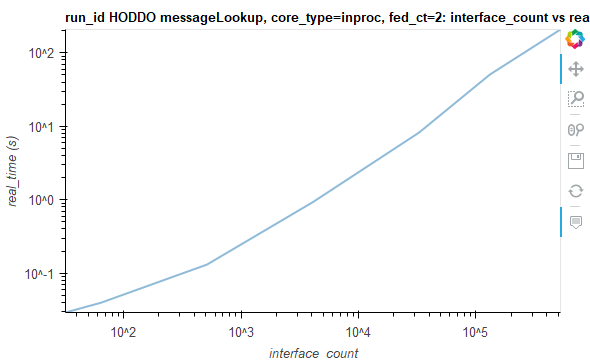 run_id HODDO messageLookup, core_type=inproc, fed_ct=2: interface_count vs rea
10^2
10^1
10^0
10^-1
real_time (s)
10^2
10^3
10^4
10^5
interface_count